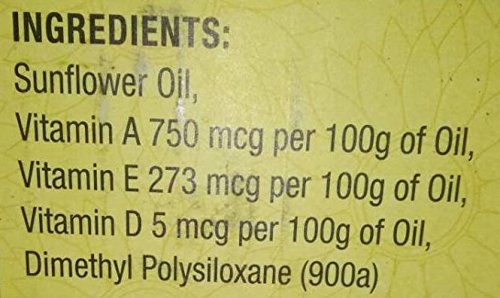 INGREDIENTS:
Sunflower Oil,
Vitamin A 750 mcg per 100g of Oil,
Vitamin E 273 mcg per 100g of Oil,
Vitamin D 5 mcg per 100g of Oil,
Dimethyl Polysiloxane (900a)